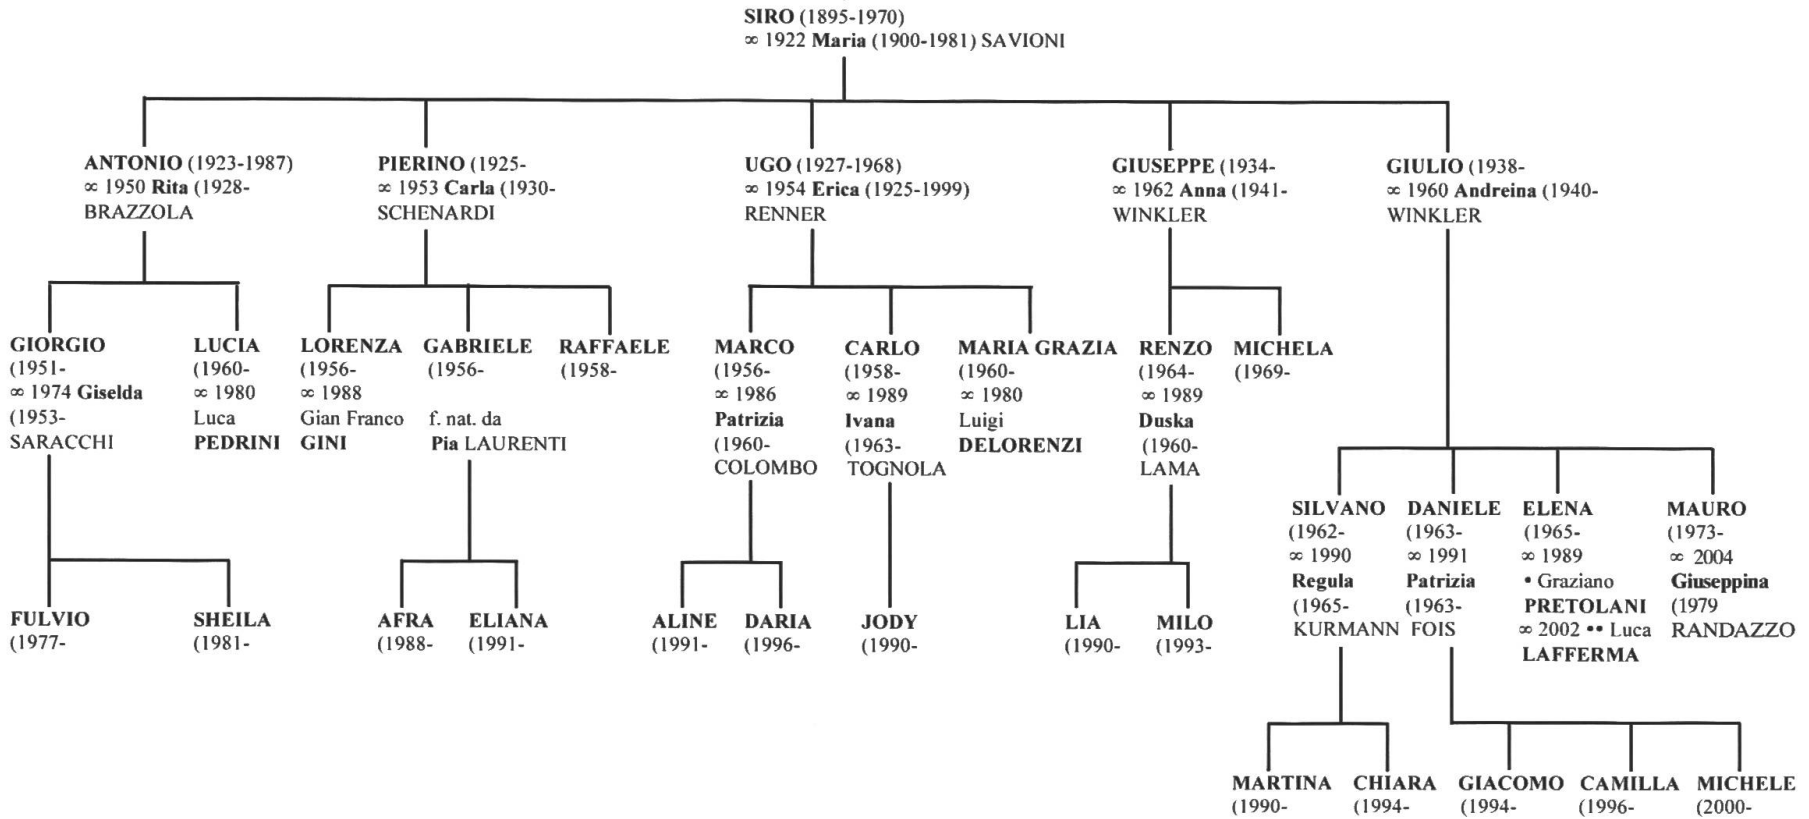 SIRO (1895-1970)
∞ 1922 Maria (1900-1981) SAVIONI
ANTONIO (1923-1987)
∞ 1950 Rita (1928-
BRAZZOLA
PIERINO (1925-
∞ 1953 Carla (1930-
SCHENARDI
UGO (1927-1968)
∞ 1954 Erica (1925-1999)
RENNER
GIUSEPPE (1934-
∞ 1962 Anna (1941-
WINKLER
GIULIO (1938-
∞ 1960 Andreina (1940-
WINKLER
GIORGIO
(1951-
∞ 1974 Giselda
(1953-
SARACCHI
LUCIA
(1960-
∞ 1980
Luca
PEDRINI
LORENZA
(1956-
∞ 1988
Gian Franco
GINI
GABRIELE
(1956-
f. nat. da
Pia LAURENTI
RAFFAELE
(1958-
MARCO
(1956-
∞ 1986
Patrizia
(1960-
COLOMBO
CARLO
(1958-
∞ 1989
Ivana
(1963-
TOGNOLA
MARIA GRAZIA
(1960-
∞ 1980
Luigi
DELORENZI
RENZO
(1964-
∞ 1989
Duska
(1960-
LAMA
MICHELA
(1969-
SILVANO
(1962-
∞ 1990
Regula
(1965-
KURMANN
DANIELE
(1963-
∞ 1991
Patrizia
(1963-
FOIS
ELENA
(1965-
∞ 1989
• Graziano
PRETOLANI
∞ 2002 •• Luca
LAFFERMA
MAURO
(1973-
∞ 2004
Giuseppina
(1979
RANDAZZO
FULVIO
(1977-
SHEILA
(1981-
AFRA
(1988-
ELIANA
(1991-
ALINE
(1991-
DARIA
(1996-
JODY
(1990-
LIA
(1990-
MILO
(1993-
MARTINA
(1990-
CHIARA
(1994-
GIACOMO
(1994-
CAMILLA
(1996-
MICHELE
(2000-